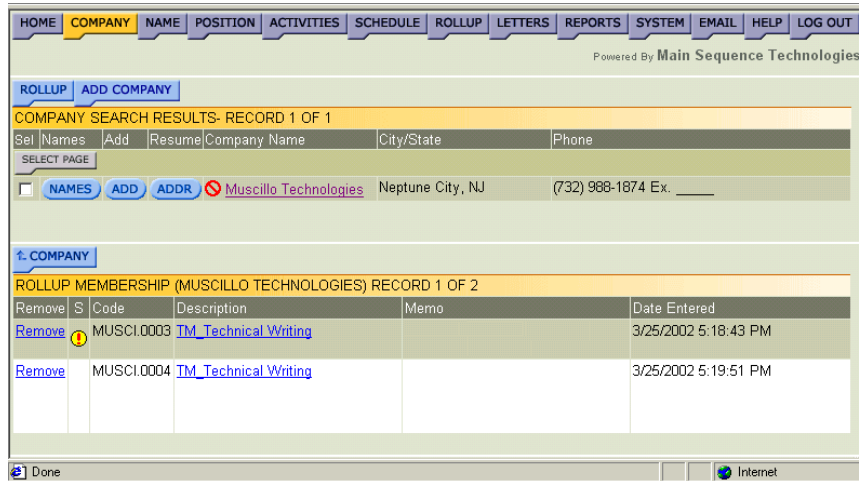 HOME COMPANY NAME POSITION ACTIVITIES SCHEDULE ROLLUP LETTERS REPORTS SYSTEM EMAIL HELP LOG OUT
Powered By Main Sequence Technologies
ROLLUP ADD COMPANY
COMPANY SEARCH RESULTS- RECORD 1 OF 1
Sel Names Add Resume Company Name City/State Phone
SELECT PAGE
NAMES ADD ADDR Muscillo Technologies Neptune City, NJ (732) 988-1874 Ex. _____
COMPANY
ROLLUP MEMBERSHIP (MUSCILLO TECHNOLOGIES) RECORD 1 OF 2
Remove S Code Description Memo Date Entered
Remove MUSCI.0003 TM_Technical Writing 3/25/2002 5:18:43 PM
Remove MUSCI.0004 TM_Technical Writing 3/25/2002 5:19:51 PM
Done Internet